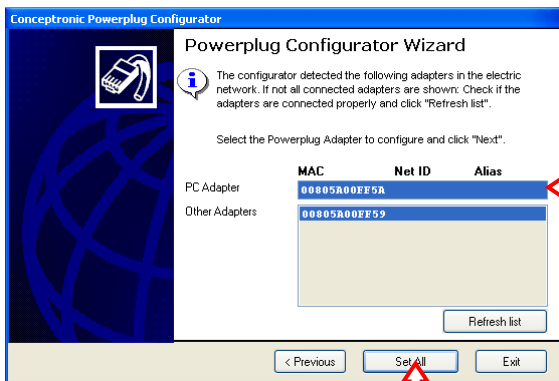 Conceptronic Powerplug Configurator
Powerplug Configurator Wizard
The configurator detected the following adapters in the electric
network. If not all connected adapters are shown: Check if the
adapters are connected properly and click "Refresh list".
Select the Powerplug Adapter to configure and click "Next".
MAC Net ID Alias
PC Adapter 00805A00FF5A
Other Adapters 00805A00FF59
Refresh list
< Previous Set All Exit